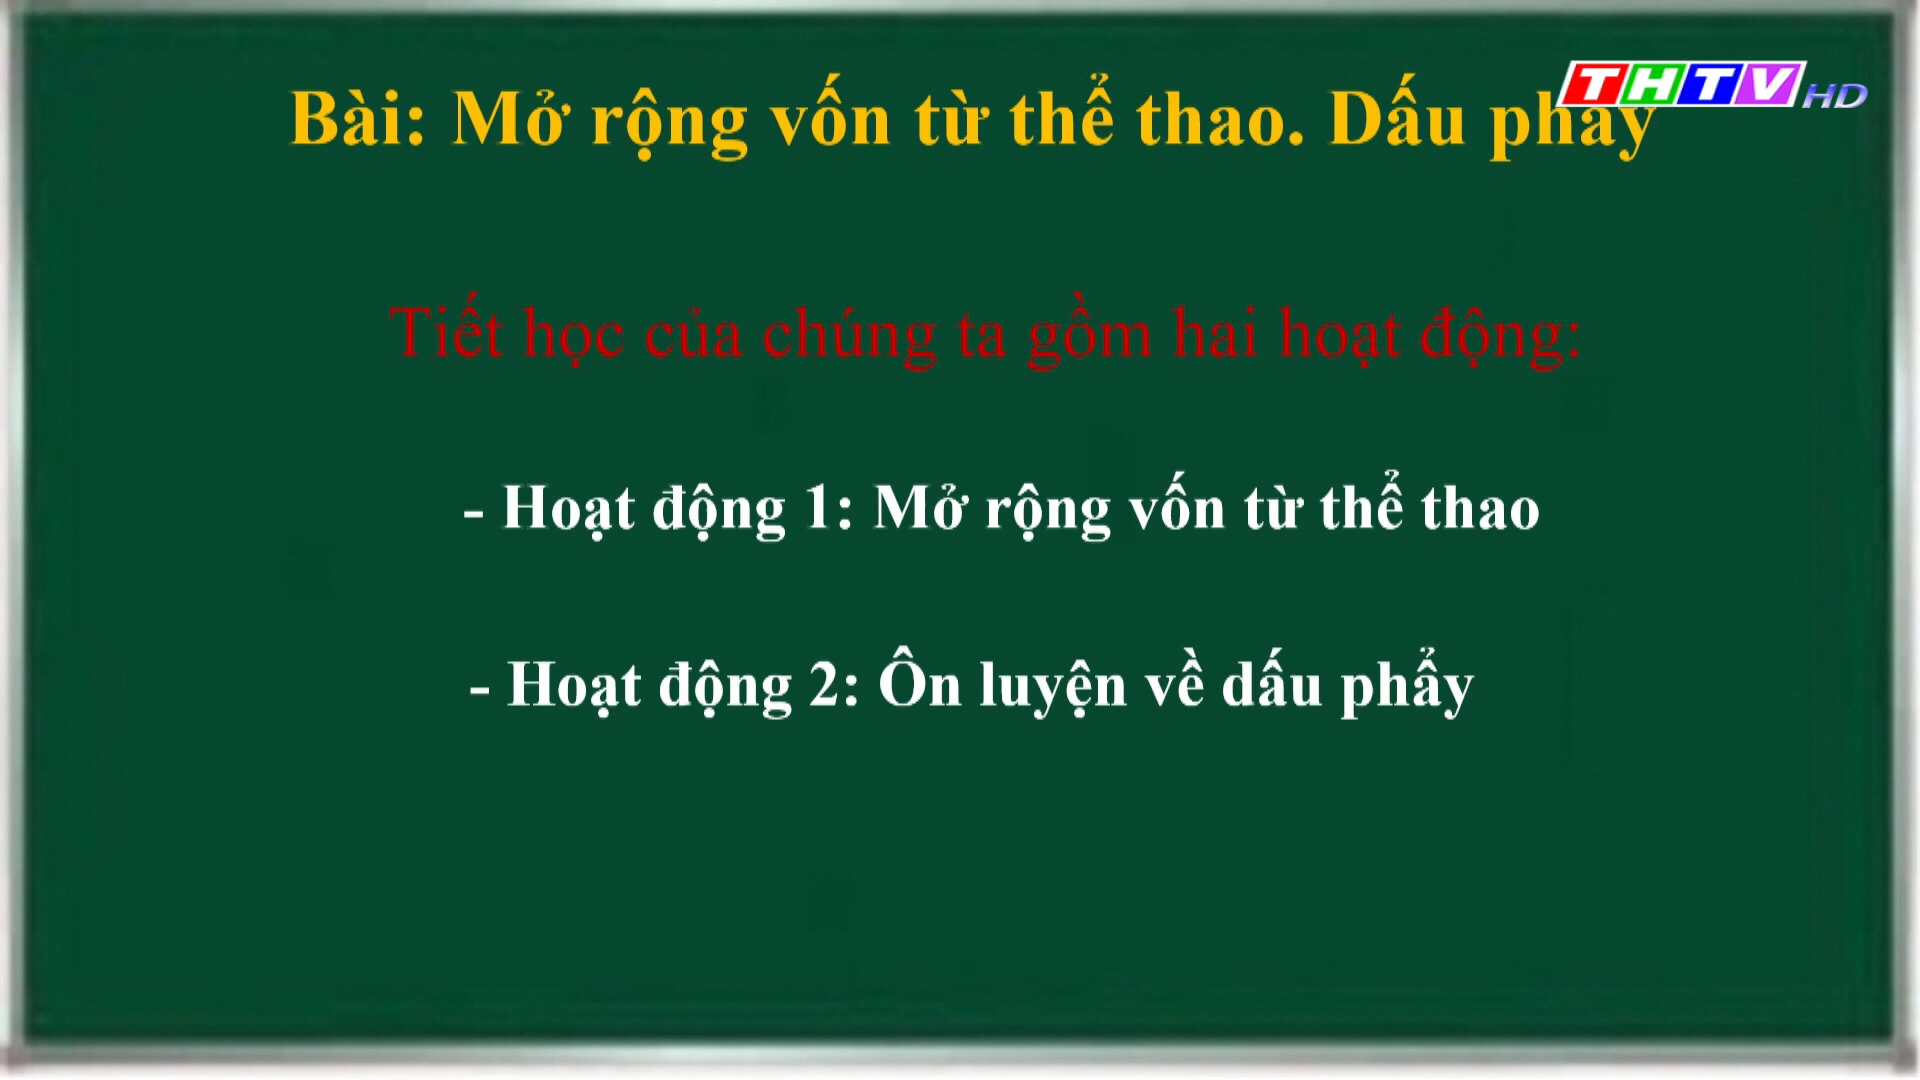 THTV HD
Bài: Mở rộng vốn từ thể thao. Dấu phẩy
Tiết học của chúng ta gồm hai hoạt động:
- Hoạt động 1: Mở rộng vốn từ thể thao
- Hoạt động 2: Ôn luyện về dấu phẩy